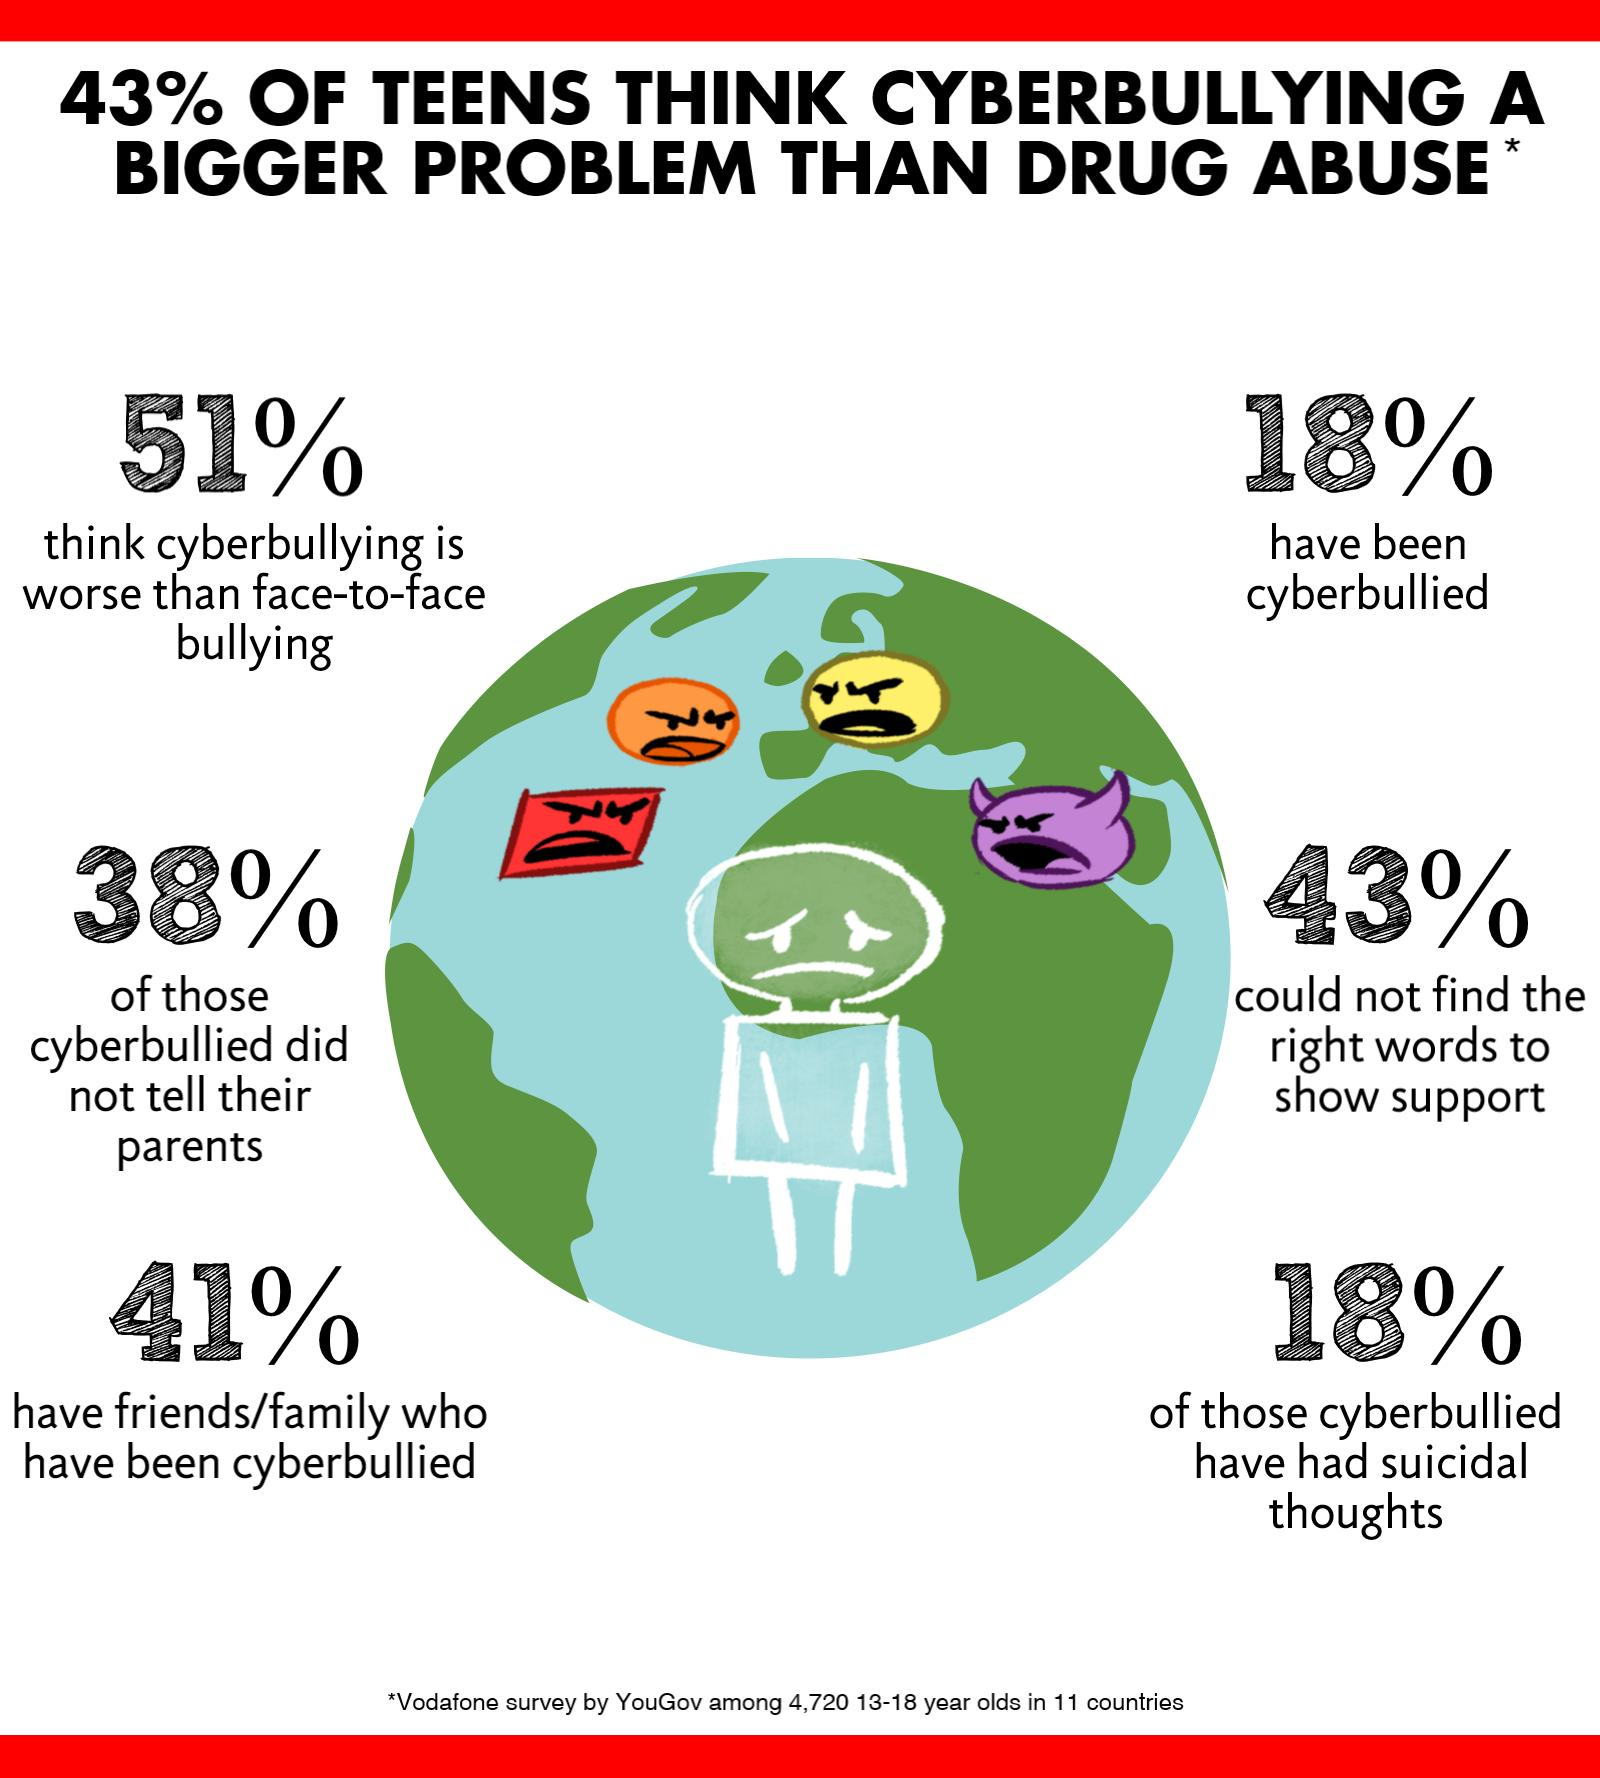 43% OF TEENS THINK CYBERBULLYING A
BIGGER PROBLEM THAN DRUG ABUSE*
51%
think cyberbullying is
worse than face-to-face
bullying
18%
have been
cyberbullied
38%
of those
cyberbullied did
not tell their
parents
43%
could not find the
right words to
show support
41%
have friends/family who
have been cyberbullied
18%
of those cyberbullied
have had suicidal
thoughts
*Vodafone survey by YouGov among 4,720 13-18 year olds in 11 countries